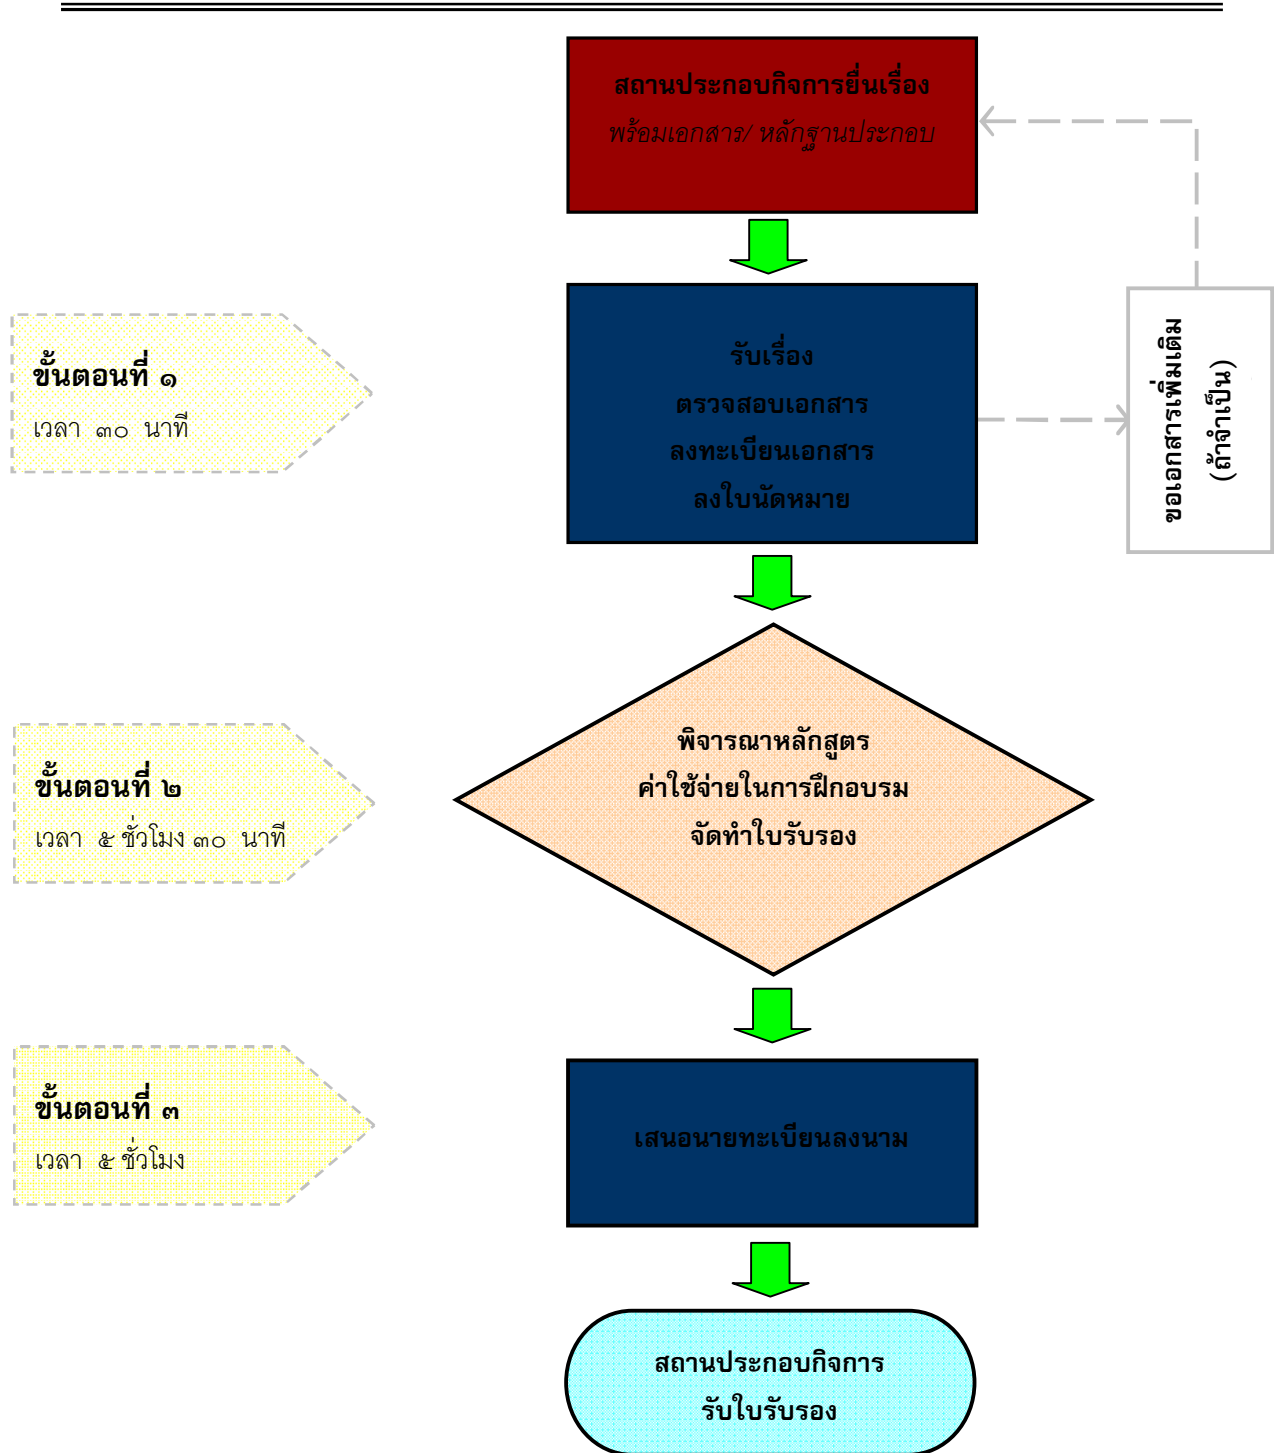 สถานประกอบกิจการยื่นเรื่อง
พร้อมเอกสาร/ หลักฐานประกอบ
ขั้นตอนที่ ๑
เวลา ๓๐ นาที
รับเรื่อง
ตรวจสอบเอกสาร
ลงทะเบียนเอกสาร
ลงใบนัดหมาย
ขอเอกสารเพิ่มเติม
(ถ้าจำเป็น)
ขั้นตอนที่ ๒
เวลา ๕ ชั่วโมง ๓๐ นาที
พิจารณาหลักสูตร
ค่าใช้จ่ายในการฝึกอบรม
จัดทำใบรับรอง
ขั้นตอนที่ ๓
เวลา ๕ ชั่วโมง
เสนอนายทะเบียนลงนาม
สถานประกอบกิจการ
รับใบรับรอง